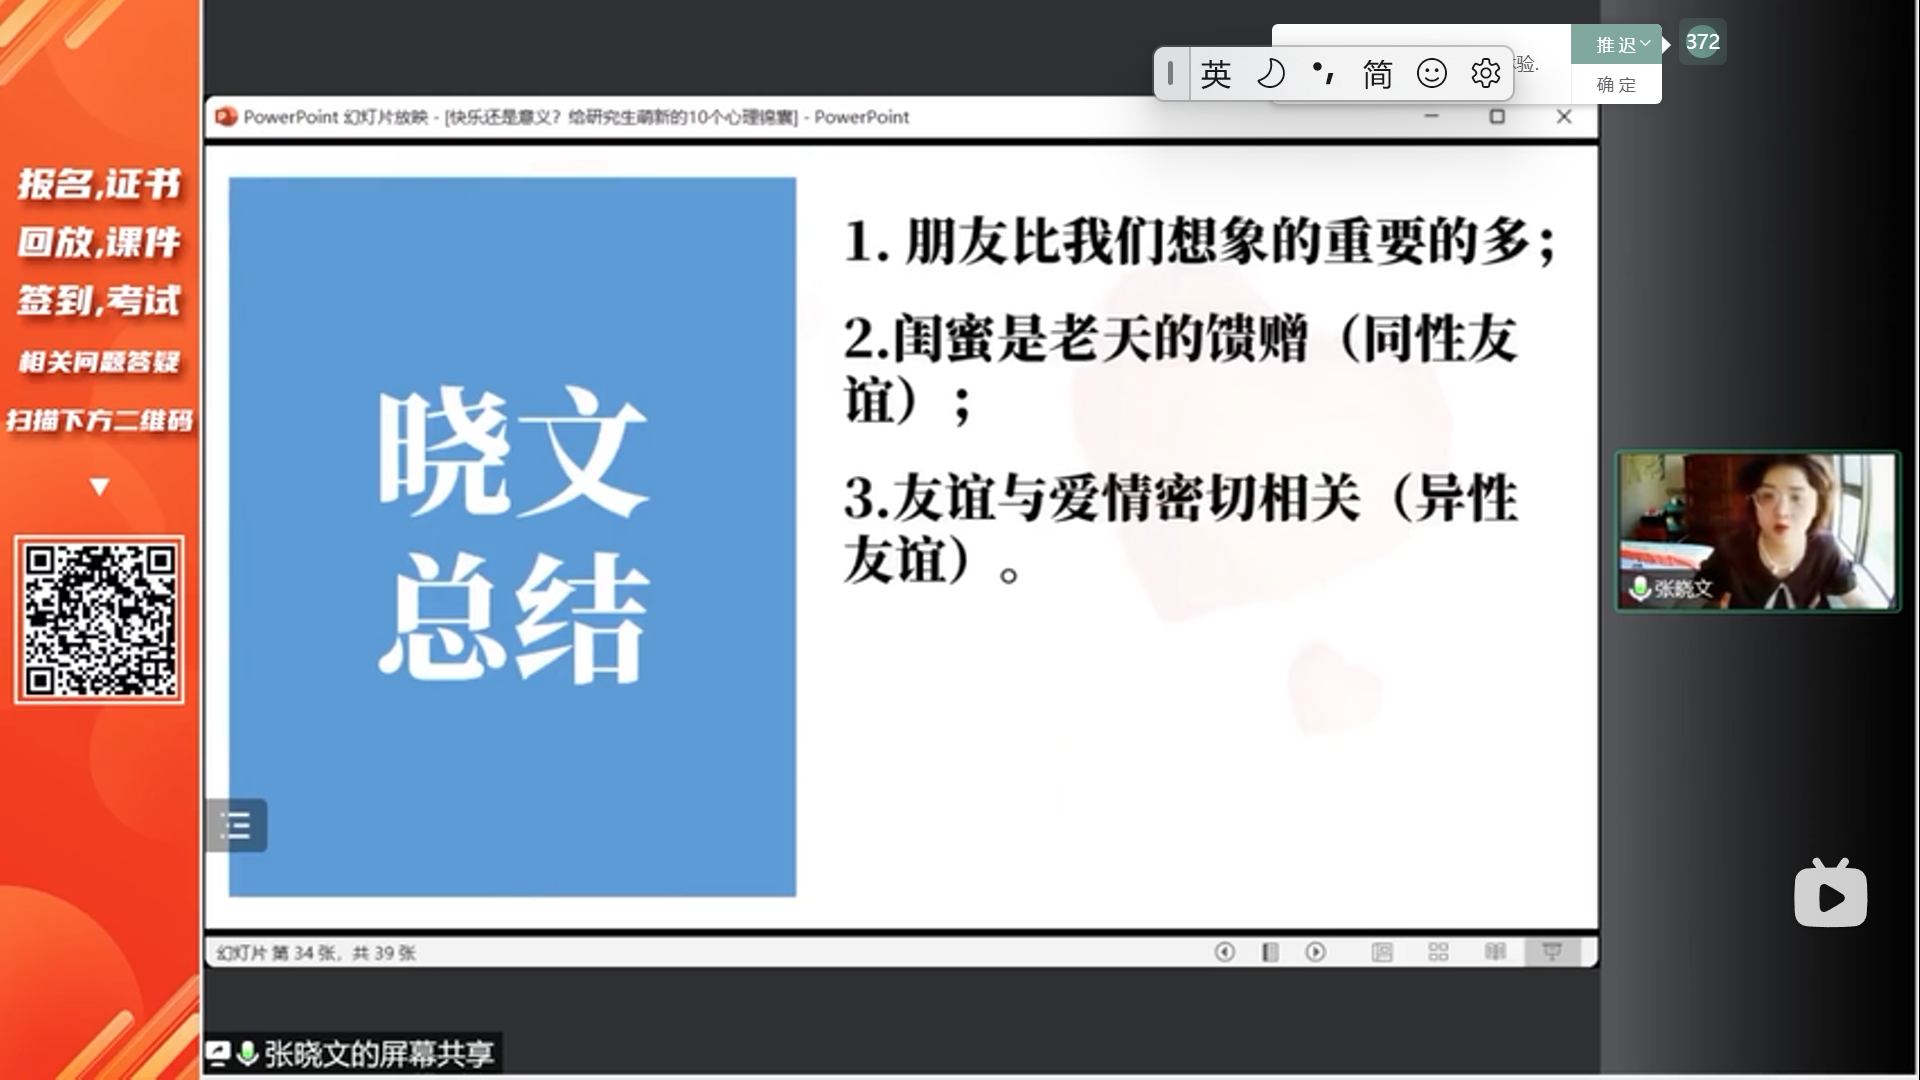 报名,证书
回放,课件
签到,考试
相关问题答疑
扫描下方二维码
英
简
验.
推迟
确定
372
PowerPoint 幻灯片放映 - [快乐还是意义？给研究生萌新的10个心理锦囊] - PowerPoint
晓文
总结
1. 朋友比我们想象的重要的多；
2.闺蜜是老天的馈赠（同性友
谊）；
3.友谊与爱情密切相关（异性
友谊）。
张晓文
幻灯片 第 34 张，共 39 张
张晓文的屏幕共享